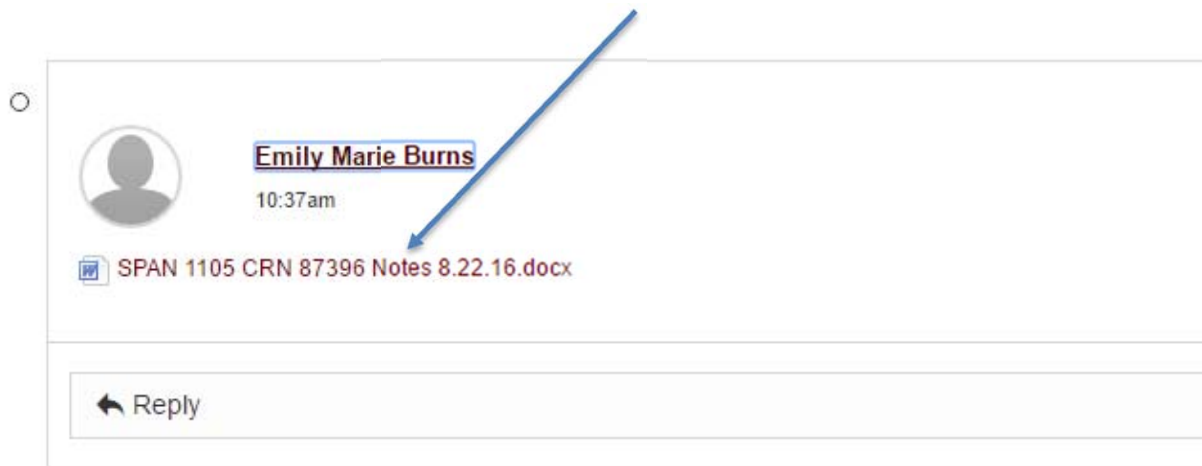 Emily Marie Burns
10:37am
SPAN 1105 CRN 87396 Notes 8.22.16.docx
Reply